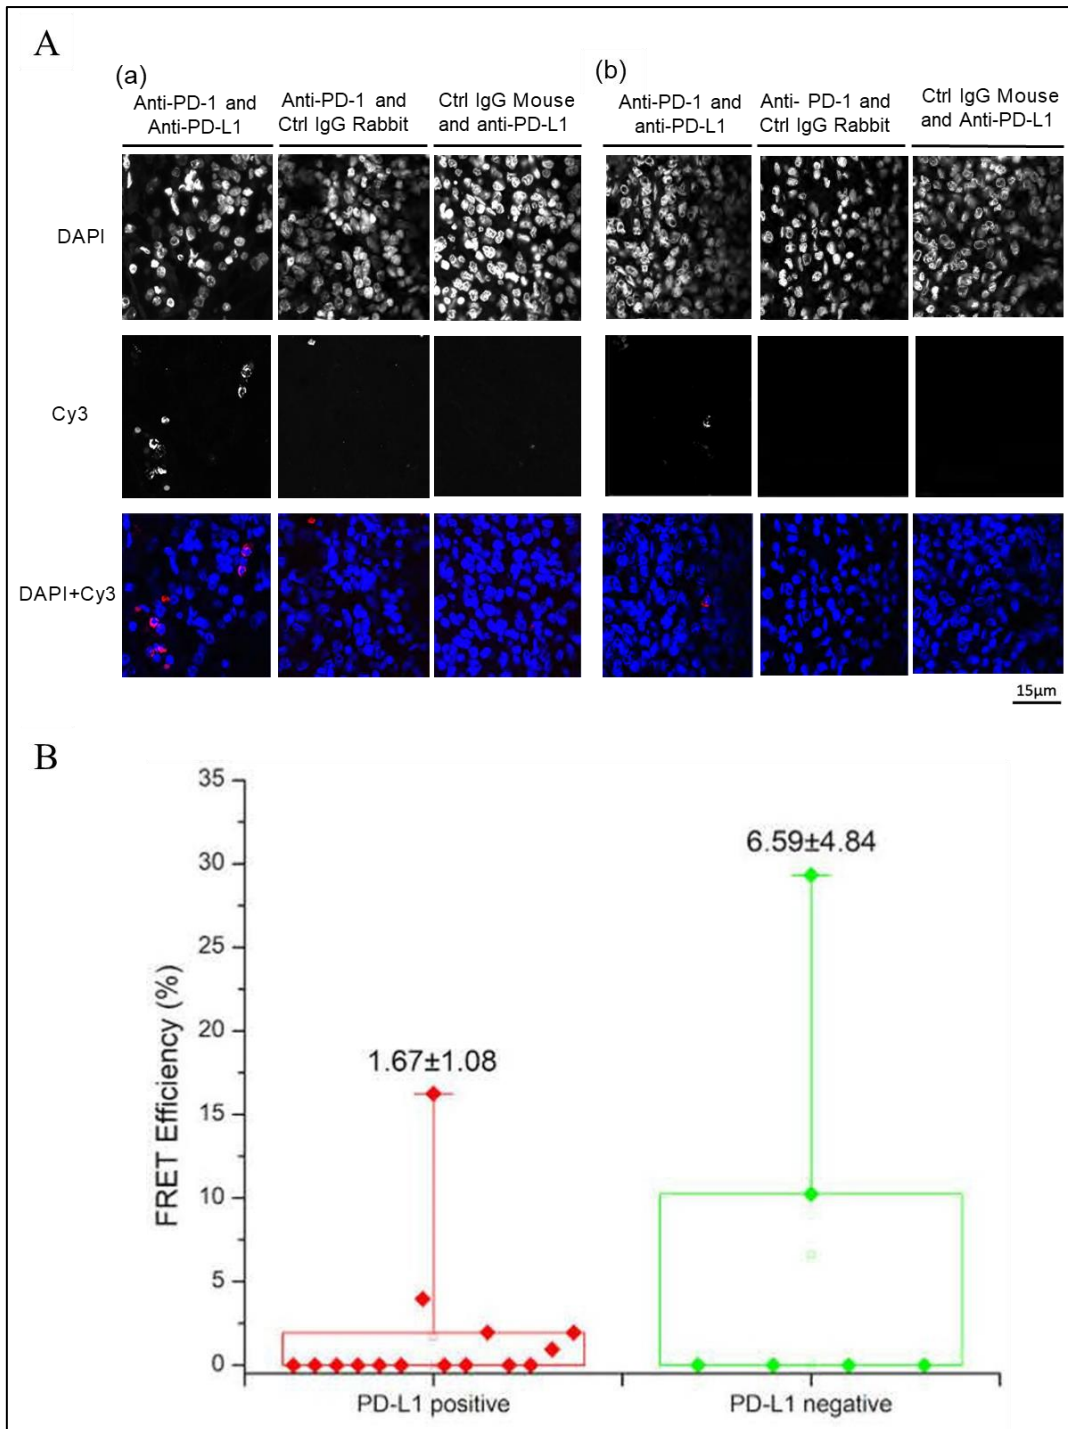 A
(a)
(b)
Anti-PD-1 and
Anti-PD-L1
Anti-PD-1 and
Ctrl IgG Rabbit
Ctrl IgG Mouse
and anti-PD-L1
Anti-PD-1 and
anti-PD-L1
Anti- PD-1 and
Ctrl IgG Rabbit
Ctrl IgG Mouse
and Anti-PD-L1
DAPI
Cy3
DAPI+Cy3
15µm
B
FRET Efficiency (%)
35
30
25
20
15
10
5
0
1.67±1.08
6.59±4.84
PD-L1 positive
PD-L1 negative